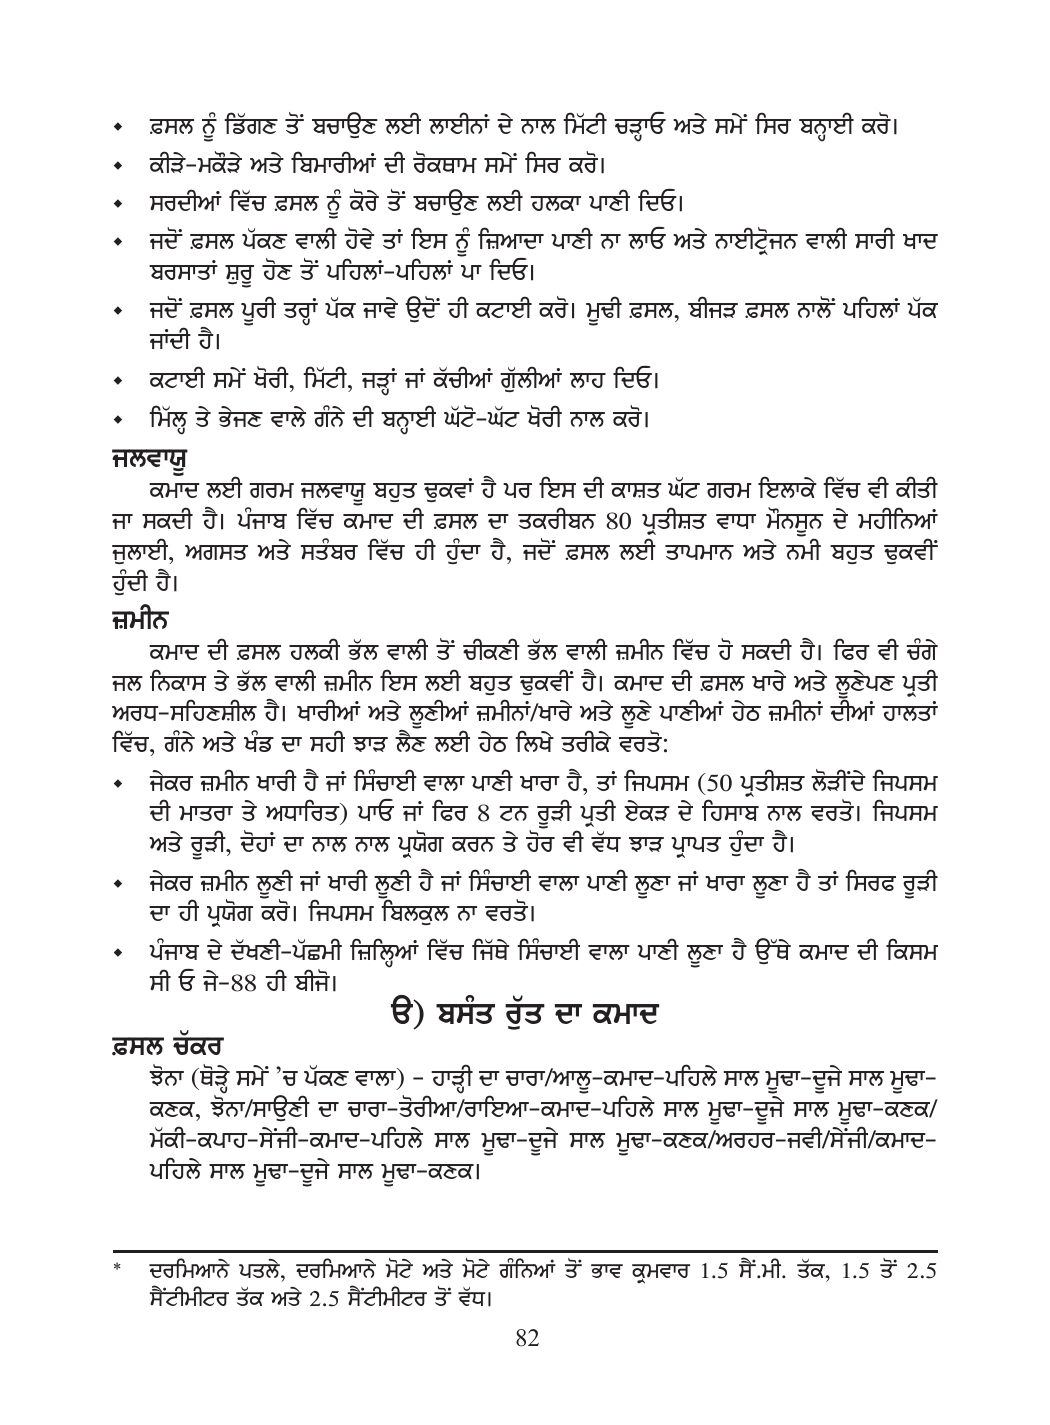 ⬥ ਫ਼ਸਲ ਨੂੰ ਡਿੱਗਣ ਤੋਂ ਬਚਾਉਣ ਲਈ ਲਾਈਨਾਂ ਦੇ ਨਾਲ ਮਿੱਟੀ ਚੜ੍ਹਾਓ ਅਤੇ ਸਮੇਂ ਸਿਰ ਬਨ੍ਹਾਈ ਕਰੋ।
⬥ ਕੀੜੇ-ਮਕੌੜੇ ਅਤੇ ਬਿਮਾਰੀਆਂ ਦੀ ਰੋਕਥਾਮ ਸਮੇਂ ਸਿਰ ਕਰੋ।
⬥ ਸਰਦੀਆਂ ਵਿੱਚ ਫ਼ਸਲ ਨੂੰ ਕੋਰੇ ਤੋਂ ਬਚਾਉਣ ਲਈ ਹਲਕਾ ਪਾਣੀ ਦਿਓ।
⬥ ਜਦੋਂ ਫ਼ਸਲ ਪੱਕਣ ਵਾਲੀ ਹੋਵੇ ਤਾਂ ਇਸ ਨੂੰ ਜ਼ਿਆਦਾ ਪਾਣੀ ਨਾ ਲਾਓ ਅਤੇ ਨਾਈਟ੍ਰੋਜਨ ਵਾਲੀ ਸਾਰੀ ਖਾਦ
ਬਰਸਾਤਾਂ ਸ਼ੁਰੂ ਹੋਣ ਤੋਂ ਪਹਿਲਾਂ-ਪਹਿਲਾਂ ਪਾ ਦਿਓ।
⬥ ਜਦੋਂ ਫ਼ਸਲ ਪੂਰੀ ਤਰ੍ਹਾਂ ਪੱਕ ਜਾਵੇ ਉਦੋਂ ਹੀ ਕਟਾਈ ਕਰੋ। ਮੂਢੀ ਫ਼ਸਲ, ਬੀਜੜ ਫ਼ਸਲ ਨਾਲੋਂ ਪਹਿਲਾਂ ਪੱਕ
ਜਾਂਦੀ ਹੈ।
⬥ ਕਟਾਈ ਸਮੇਂ ਖੋਰੀ, ਮਿੱਟੀ, ਜੜ੍ਹਾਂ ਜਾਂ ਕੱਚੀਆਂ ਗੁੱਲੀਆਂ ਲਾਹ ਦਿਓ।
⬥ ਮਿੱਲ੍ਹ ਤੇ ਭੇਜਣ ਵਾਲੇ ਗੰਨੇ ਦੀ ਬਨ੍ਹਾਈ ਘੱਟੋ-ਘੱਟ ਖੋਰੀ ਨਾਲ ਕਰੋ।
ਜਲਵਾਯੂ
ਕਮਾਦ ਲਈ ਗਰਮ ਜਲਵਾਯੂ ਬਹੁਤ ਢੁਕਵਾਂ ਹੈ ਪਰ ਇਸ ਦੀ ਕਾਸ਼ਤ ਘੱਟ ਗਰਮ ਇਲਾਕੇ ਵਿੱਚ ਵੀ ਕੀਤੀ
ਜਾ ਸਕਦੀ ਹੈ। ਪੰਜਾਬ ਵਿੱਚ ਕਮਾਦ ਦੀ ਫ਼ਸਲ ਦਾ ਤਕਰੀਬਨ 80 ਪ੍ਰਤੀਸ਼ਤ ਵਾਧਾ ਮੌਨਸੂਨ ਦੇ ਮਹੀਨਿਆਂ
ਜੁਲਾਈ, ਅਗਸਤ ਅਤੇ ਸਤੰਬਰ ਵਿੱਚ ਹੀ ਹੁੰਦਾ ਹੈ, ਜਦੋਂ ਫ਼ਸਲ ਲਈ ਤਾਪਮਾਨ ਅਤੇ ਨਮੀ ਬਹੁਤ ਢੁਕਵੀਂ
ਹੁੰਦੀ ਹੈ।
ਜ਼ਮੀਨ
ਕਮਾਦ ਦੀ ਫ਼ਸਲ ਹਲਕੀ ਭੱਲ ਵਾਲੀ ਤੋਂ ਚੀਕਣੀ ਭੱਲ ਵਾਲੀ ਜ਼ਮੀਨ ਵਿੱਚ ਹੋ ਸਕਦੀ ਹੈ। ਫਿਰ ਵੀ ਚੰਗੇ
ਜਲ ਨਿਕਾਸ ਤੇ ਭੱਲ ਵਾਲੀ ਜ਼ਮੀਨ ਇਸ ਲਈ ਬਹੁਤ ਢੁਕਵੀਂ ਹੈ। ਕਮਾਦ ਦੀ ਫ਼ਸਲ ਖਾਰੇ ਅਤੇ ਲੂਣੇਪਣ ਪ੍ਰਤੀ
ਅਰਧ-ਸਹਿਣਸ਼ੀਲ ਹੈ। ਖਾਰੀਆਂ ਅਤੇ ਲੂਣੀਆਂ ਜ਼ਮੀਨਾਂ/ਖਾਰੇ ਅਤੇ ਲੂਣੇ ਪਾਣੀਆਂ ਹੇਠ ਜ਼ਮੀਨਾਂ ਦੀਆਂ ਹਾਲਤਾਂ
ਵਿੱਚ, ਗੰਨੇ ਅਤੇ ਖੰਡ ਦਾ ਸਹੀ ਝਾੜ ਲੈਣ ਲਈ ਹੇਠ ਲਿਖੇ ਤਰੀਕੇ ਵਰਤੋ:
⬥ ਜੇਕਰ ਜ਼ਮੀਨ ਖਾਰੀ ਹੈ ਜਾਂ ਸਿੰਚਾਈ ਵਾਲਾ ਪਾਣੀ ਖਾਰਾ ਹੈ, ਤਾਂ ਜਿਪਸਮ (50 ਪ੍ਰਤੀਸ਼ਤ ਲੋੜੀਂਦੇ ਜਿਪਸਮ
ਦੀ ਮਾਤਰਾ ਤੇ ਅਧਾਰਿਤ) ਪਾਓ ਜਾਂ ਫਿਰ 8 ਟਨ ਰੂੜੀ ਪ੍ਰਤੀ ਏਕੜ ਦੇ ਹਿਸਾਬ ਨਾਲ ਵਰਤੋ। ਜਿਪਸਮ
ਅਤੇ ਰੂੜੀ, ਦੋਹਾਂ ਦਾ ਨਾਲ ਨਾਲ ਪ੍ਰਯੋਗ ਕਰਨ ਤੇ ਹੋਰ ਵੀ ਵੱਧ ਝਾੜ ਪ੍ਰਾਪਤ ਹੁੰਦਾ ਹੈ।
⬥ ਜੇਕਰ ਜ਼ਮੀਨ ਲੂਣੀ ਜਾਂ ਖਾਰੀ ਲੂਣੀ ਹੈ ਜਾਂ ਸਿੰਚਾਈ ਵਾਲਾ ਪਾਣੀ ਲੂਣਾ ਜਾਂ ਖਾਰਾ ਲੂਣਾ ਹੈ ਤਾਂ ਸਿਰਫ ਰੂੜੀ
ਦਾ ਹੀ ਪ੍ਰਯੋਗ ਕਰੋ। ਜਿਪਸਮ ਬਿਲਕੁਲ ਨਾ ਵਰਤੋ।
⬥ ਪੰਜਾਬ ਦੇ ਦੱਖਣੀ-ਪੱਛਮੀ ਜ਼ਿਲ੍ਹਿਆਂ ਵਿੱਚ ਜਿੱਥੇ ਸਿੰਚਾਈ ਵਾਲਾ ਪਾਣੀ ਲੂਣਾ ਹੈ ਉੱਥੇ ਕਮਾਦ ਦੀ ਕਿਸਮ
ਸੀ ਓ ਜੇ-88 ਹੀ ਬੀਜੋ।
ੳ) ਬਸੰਤ ਰੁੱਤ ਦਾ ਕਮਾਦ
ਫ਼ਸਲ ਚੱਕਰ
ਝੋਨਾ (ਥੋੜ੍ਹੇ ਸਮੇਂ ’ਚ ਪੱਕਣ ਵਾਲਾ) - ਹਾੜ੍ਹੀ ਦਾ ਚਾਰਾ/ਆਲੂ-ਕਮਾਦ-ਪਹਿਲੇ ਸਾਲ ਮੂਢਾ-ਦੂਜੇ ਸਾਲ ਮੂਢਾ-
ਕਣਕ, ਝੋਨਾ/ਸਾਉਣੀ ਦਾ ਚਾਰਾ-ਤੋਰੀਆ/ਰਾਇਆ-ਕਮਾਦ-ਪਹਿਲੇ ਸਾਲ ਮੂਢਾ-ਦੂਜੇ ਸਾਲ ਮੂਢਾ-ਕਣਕ/
ਮੱਕੀ-ਕਪਾਹ-ਸੇਂਜੀ-ਕਮਾਦ-ਪਹਿਲੇ ਸਾਲ ਮੂਢਾ-ਦੂਜੇ ਸਾਲ ਮੂਢਾ-ਕਣਕ/ਅਰਹਰ-ਜਵੀ/ਸੇਂਜੀ/ਕਮਾਦ-
ਪਹਿਲੇ ਸਾਲ ਮੂਢਾ-ਦੂਜੇ ਸਾਲ ਮੂਢਾ-ਕਣਕ।
* ਦਰਮਿਆਨੇ ਪਤਲੇ, ਦਰਮਿਆਨੇ ਮੋਟੇ ਅਤੇ ਮੋਟੇ ਗੰਨਿਆਂ ਤੋਂ ਭਾਵ ਕ੍ਰਮਵਾਰ 1.5 ਸੈਂ.ਮੀ. ਤੱਕ, 1.5 ਤੋਂ 2.5
ਸੈਂਟੀਮੀਟਰ ਤੱਕ ਅਤੇ 2.5 ਸੈਂਟੀਮੀਟਰ ਤੋਂ ਵੱਧ।
82